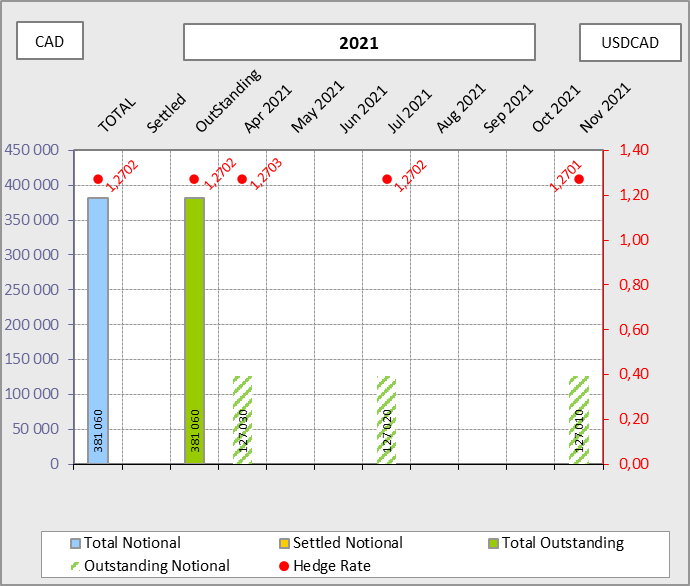 CAD
2021
USDCAD
TOTAL
Settled
OutStanding
Apr 2021
May 2021
Jun 2021
Jul 2021
Aug 2021
Sep 2021
Oct 2021
Nov 2021
450 000
400 000
350 000
300 000
250 000
200 000
150 000
100 000
50 000
0
1,2702
1,2702
1,2703
1,2702
1,2701
381 060
381 060
127 030
127 020
127 010
1,40
1,20
1,00
0,80
0,60
0,40
0,20
0,00
Total Notional
Settled Notional
Total Outstanding
Outstanding Notional
Hedge Rate